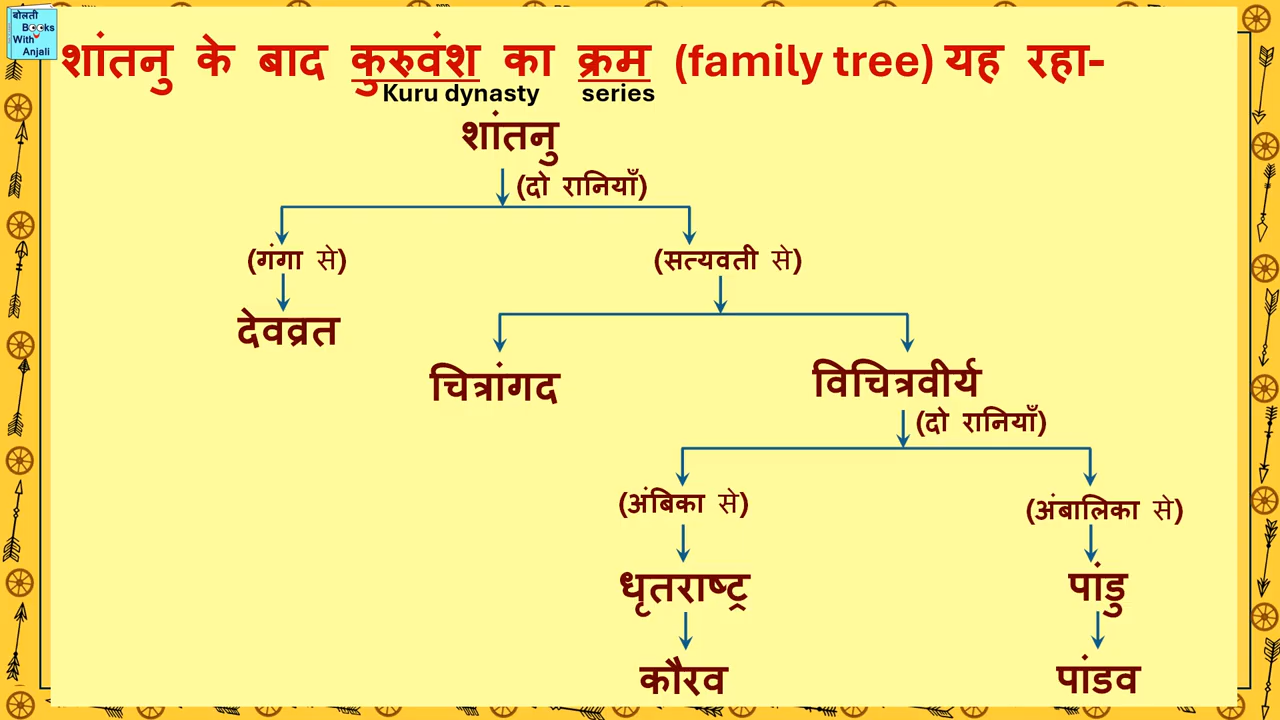 बोलती
Books
With
Anjali
शांतनु के बाद कुरुवंश का क्रम (family tree) यह रहा-
Kuru dynasty series
शांतनु
(दो रानियाँ)
(गंगा से) (सत्यवती से)
देवव्रत
चित्रांगद विचित्रवीर्य
(दो रानियाँ)
(अंबिका से) (अंबालिका से)
धृतराष्ट्र पांडु
कौरव पांडव